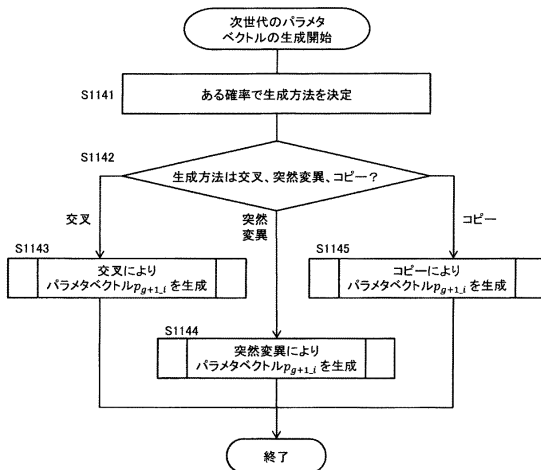 次世代のパラメタ
ベクトルの生成開始
S1141
ある確率で生成方法を決定
S1142
生成方法は交叉、突然変異、コピー?
交叉
突然
変異
コピー
S1143
交叉により
パラメタベクトルp_{g+1_i}を生成
S1145
コピーにより
パラメタベクトルp_{g+1_i}を生成
S1144
突然変異により
パラメタベクトルp_{g+1_i}を生成
終了